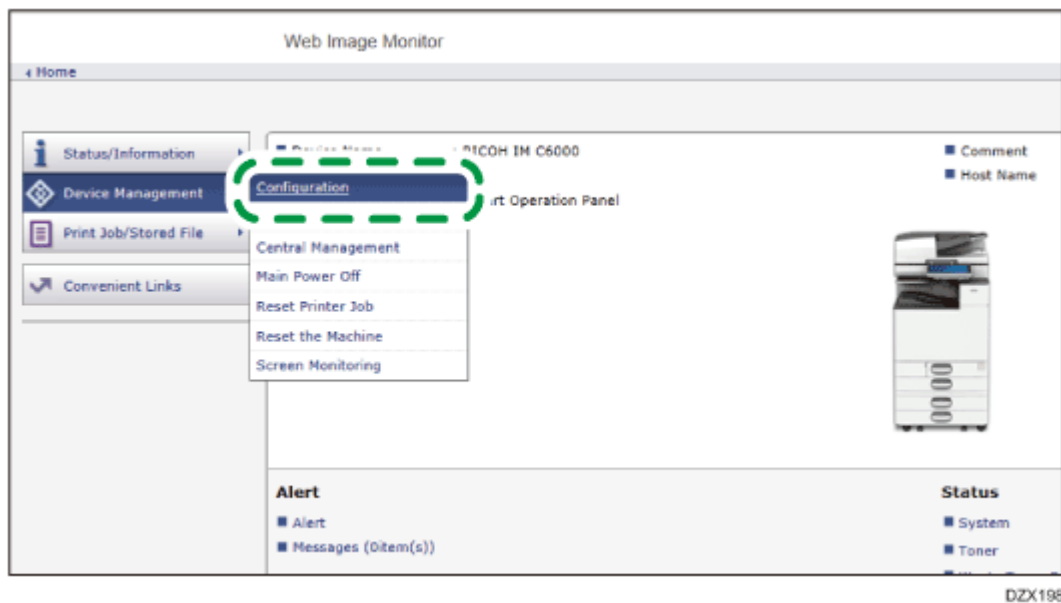 Web Image Monitor
Home
Status/Information
Device Management
Print Job/Stored File
Convenient Links
RICOH IM C6000
Configuration
Operation Panel
Central Management
Main Power Off
Reset Printer Job
Reset the Machine
Screen Monitoring
Comment
Host Name
Alert
Alert
Messages (0item(s))
Status
System
Toner
DZX198